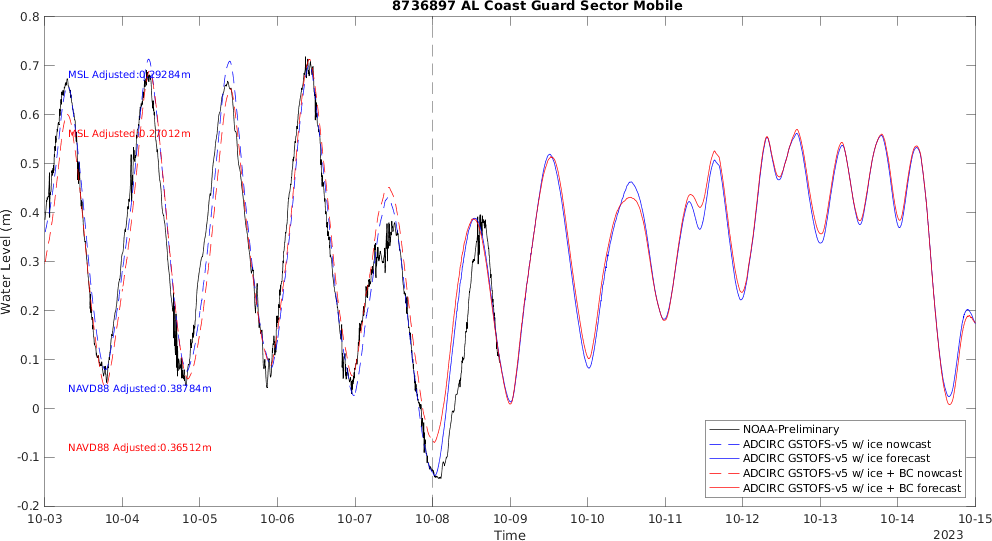 8736897 AL Coast Guard Sector Mobile
0.8
0.7
0.6
0.5
0.4
0.3
0.2
0.1
0
-0.1
-0.2
Water Level (m)
MSL Adjusted:0.29284m
MSL Adjusted:0.27012m
NAVD88 Adjusted:0.38784m
NAVD88 Adjusted:0.36512m
NOAA-Preliminary
ADCIRC GSTOFS-v5 w/ ice nowcast
ADCIRC GSTOFS-v5 w/ ice forecast
ADCIRC GSTOFS-v5 w/ ice + BC nowcast
ADCIRC GSTOFS-v5 w/ ice + BC forecast
10-03 10-04 10-05 10-06 10-07 10-08 10-09 10-10 10-11 10-12 10-13 10-14 10-15
Time
2023